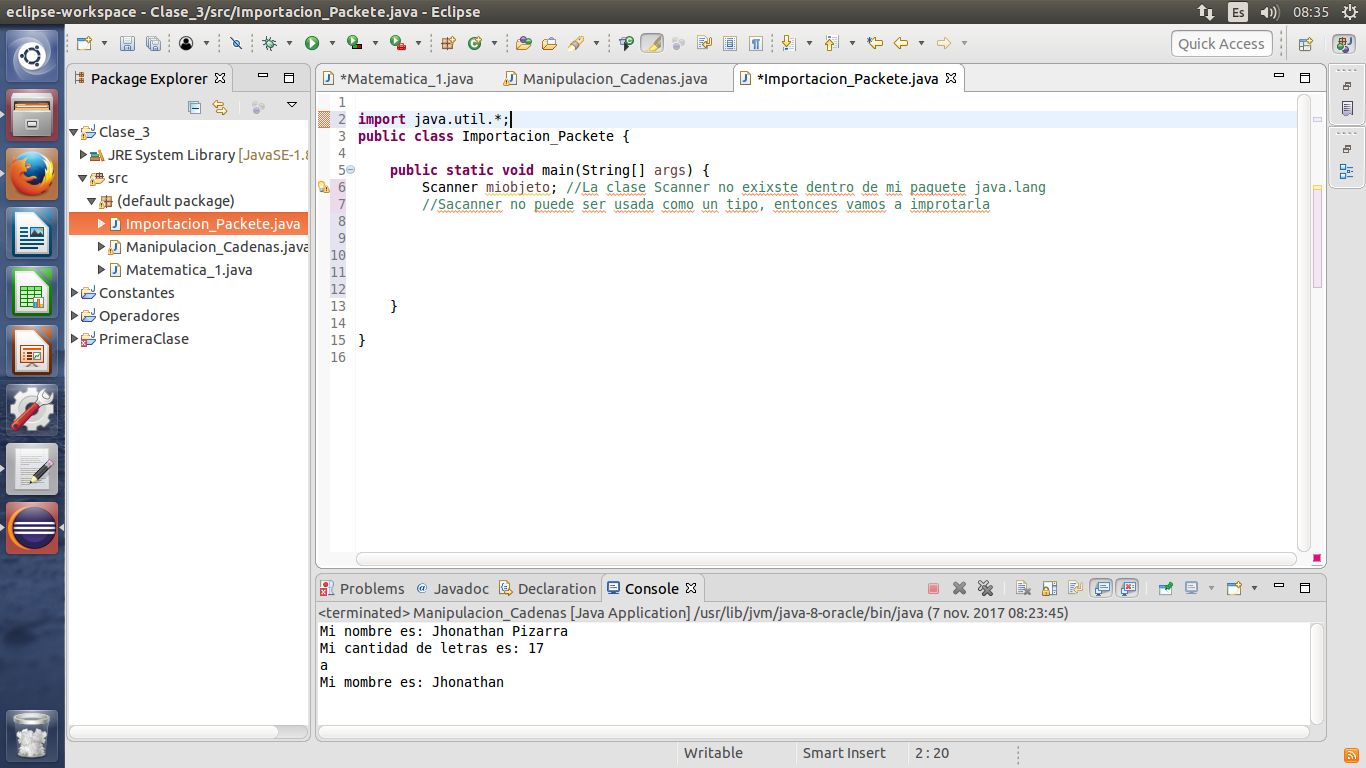 eclipse-workspace - Clase_3/src/Importacion_Packete.java - Eclipse
Es
08:35
Quick Access
Package Explorer
*Matematica_1.java
Manipulacion_Cadenas.java
*Importacion_Packete.java
Clase_3
JRE System Library [JavaSE-1.8
src
(default package)
Importacion_Packete.java
Manipulacion_Cadenas.java
Matematica_1.java
Constantes
Operadores
PrimeraClase
1
2 import java.util.*;
3 public class Importacion_Packete {
4
5 public static void main(String[] args) {
6 Scanner miobjeto; //La clase Scanner no exixste dentro de mi paquete java.lang
7 //Sacanner no puede ser usada como un tipo, entonces vamos a improtarla
8
9
10
11
12
13 }
14
15 }
16
Problems
@ Javadoc
Declaration
Console
<terminated> Manipulacion_Cadenas [Java Application] /usr/lib/jvm/java-8-oracle/bin/java (7 nov. 2017 08:23:45)
Mi nombre es: Jhonathan Pizarra
Mi cantidad de letras es: 17
a
Mi mombre es: Jhonathan
Writable
Smart Insert
2 : 20